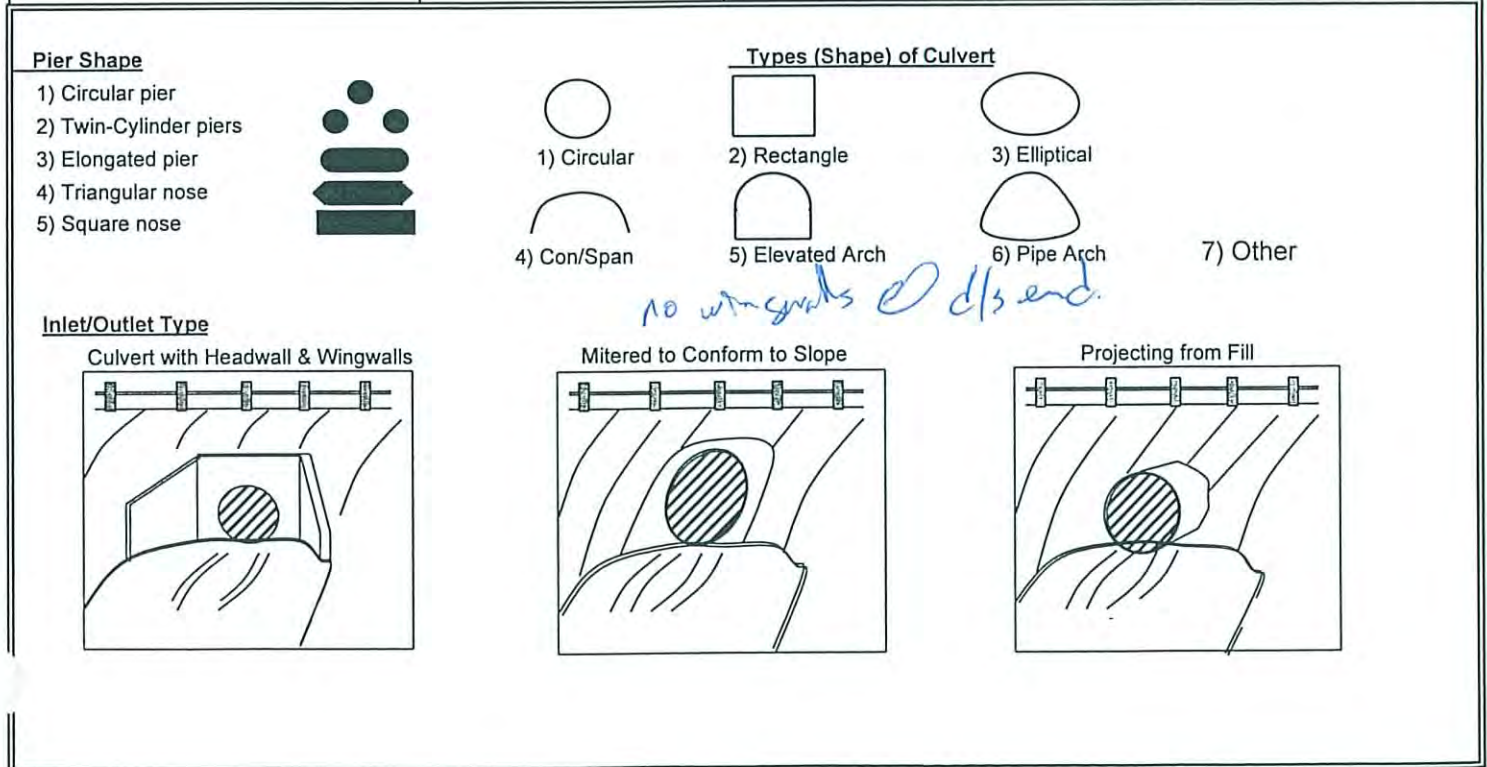 Pier Shape
1) Circular pier
2) Twin-Cylinder piers
3) Elongated pier
4) Triangular nose
5) Square nose
Types (Shape) of Culvert
1) Circular
2) Rectangle
3) Elliptical
4) Con/Span
5) Elevated Arch
6) Pipe Arch
7) Other
no wingwalls @ d/s end.
Inlet/Outlet Type
Culvert with Headwall & Wingwalls
Mitered to Conform to Slope
Projecting from Fill